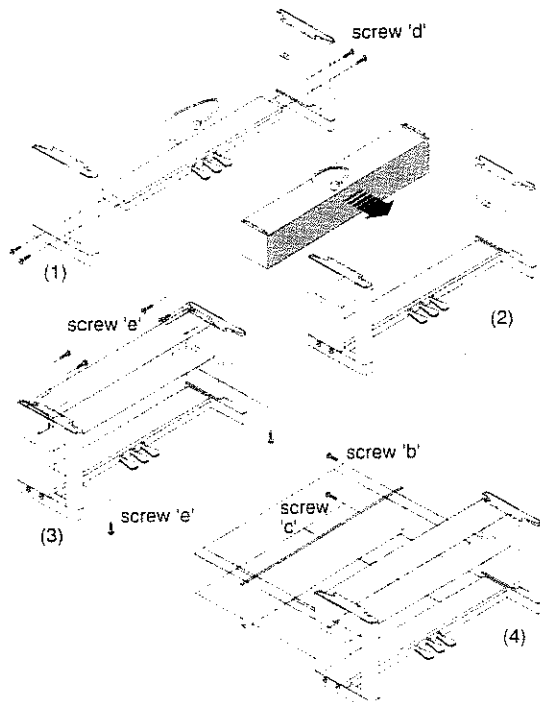 screw 'd'
(1)
(2)
screw 'e'
(3)
screw 'e'
screw 'b'
screw
'c'
(4)